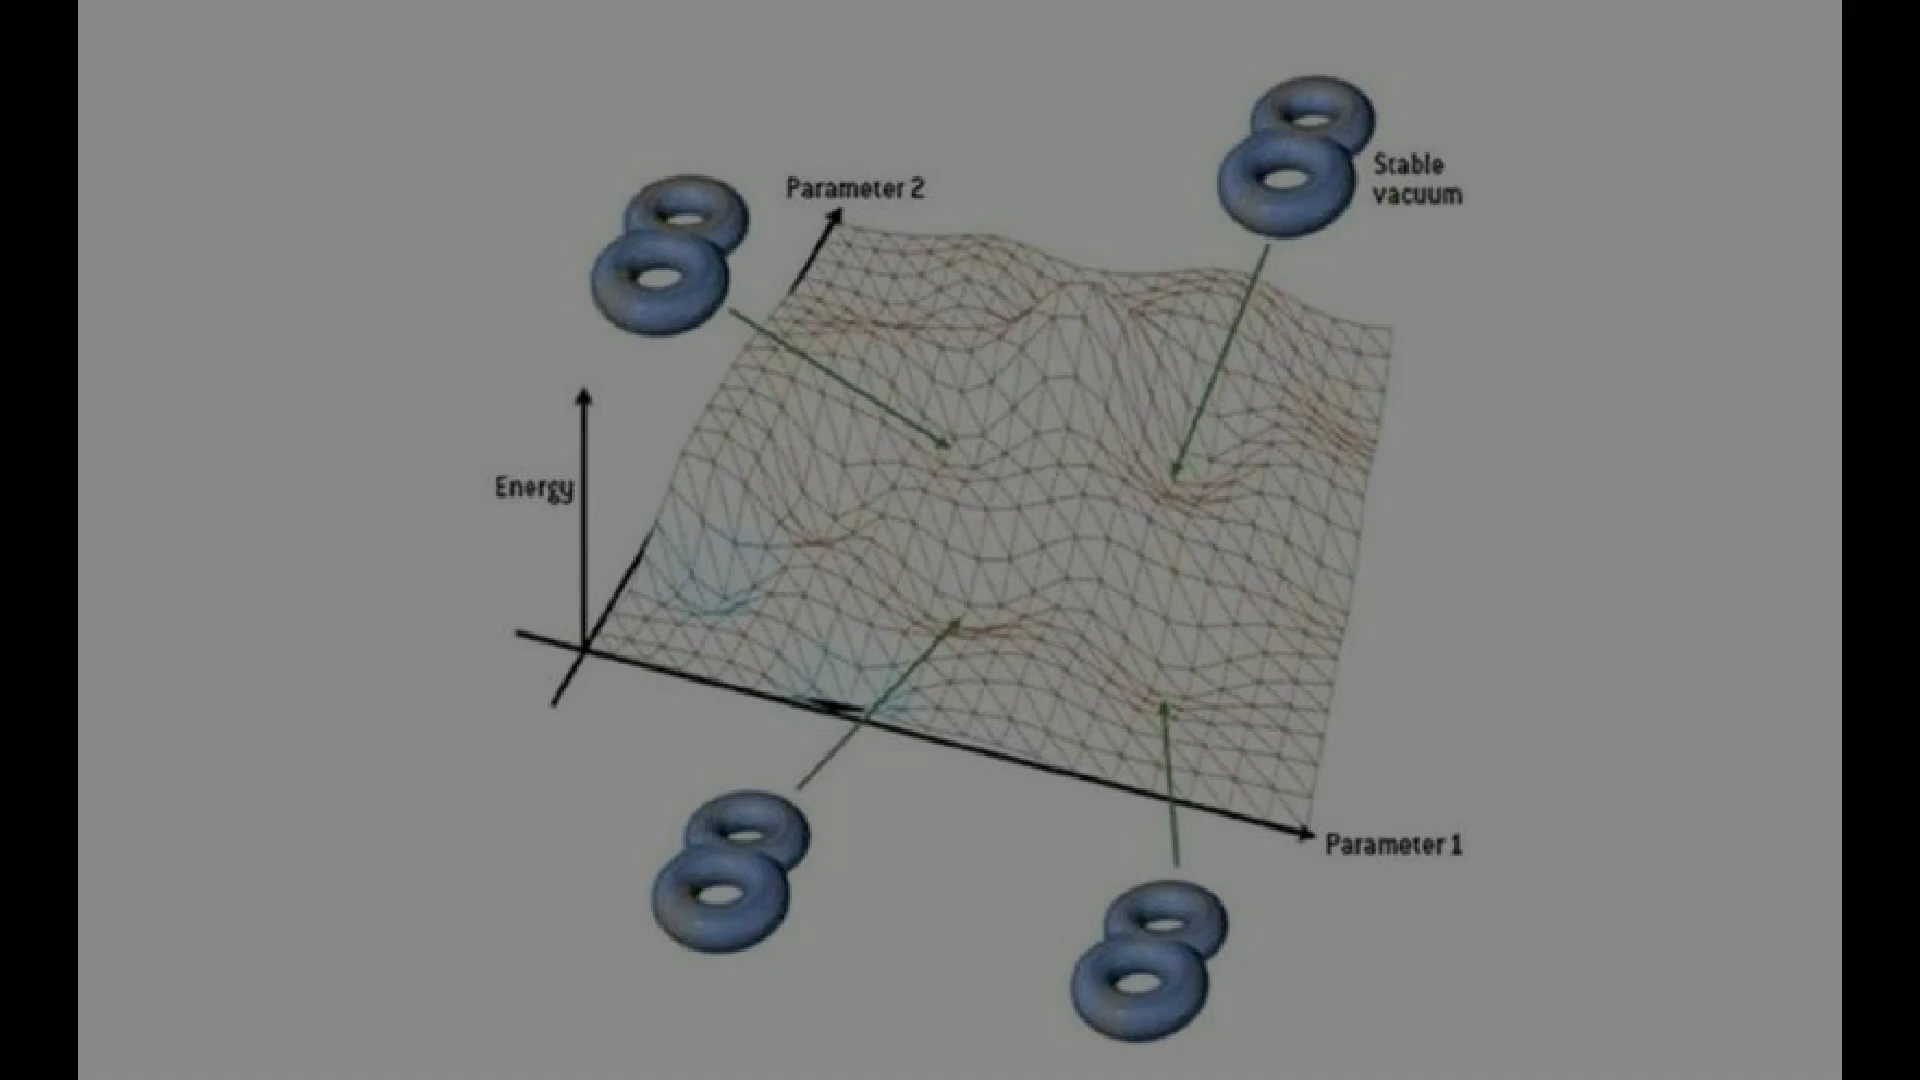 Stable
vacuum
Parameter 2
Energy
Parameter 1